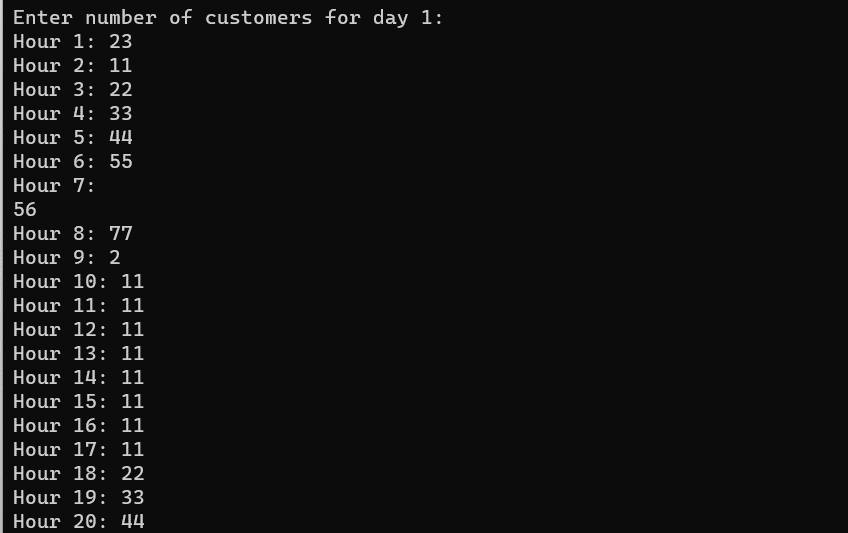 Enter number of customers for day 1:
Hour 1: 23
Hour 2: 11
Hour 3: 22
Hour 4: 33
Hour 5: 44
Hour 6: 55
Hour 7:
56
Hour 8: 77
Hour 9: 2
Hour 10: 11
Hour 11: 11
Hour 12: 11
Hour 13: 11
Hour 14: 11
Hour 15: 11
Hour 16: 11
Hour 17: 11
Hour 18: 22
Hour 19: 33
Hour 20: 44